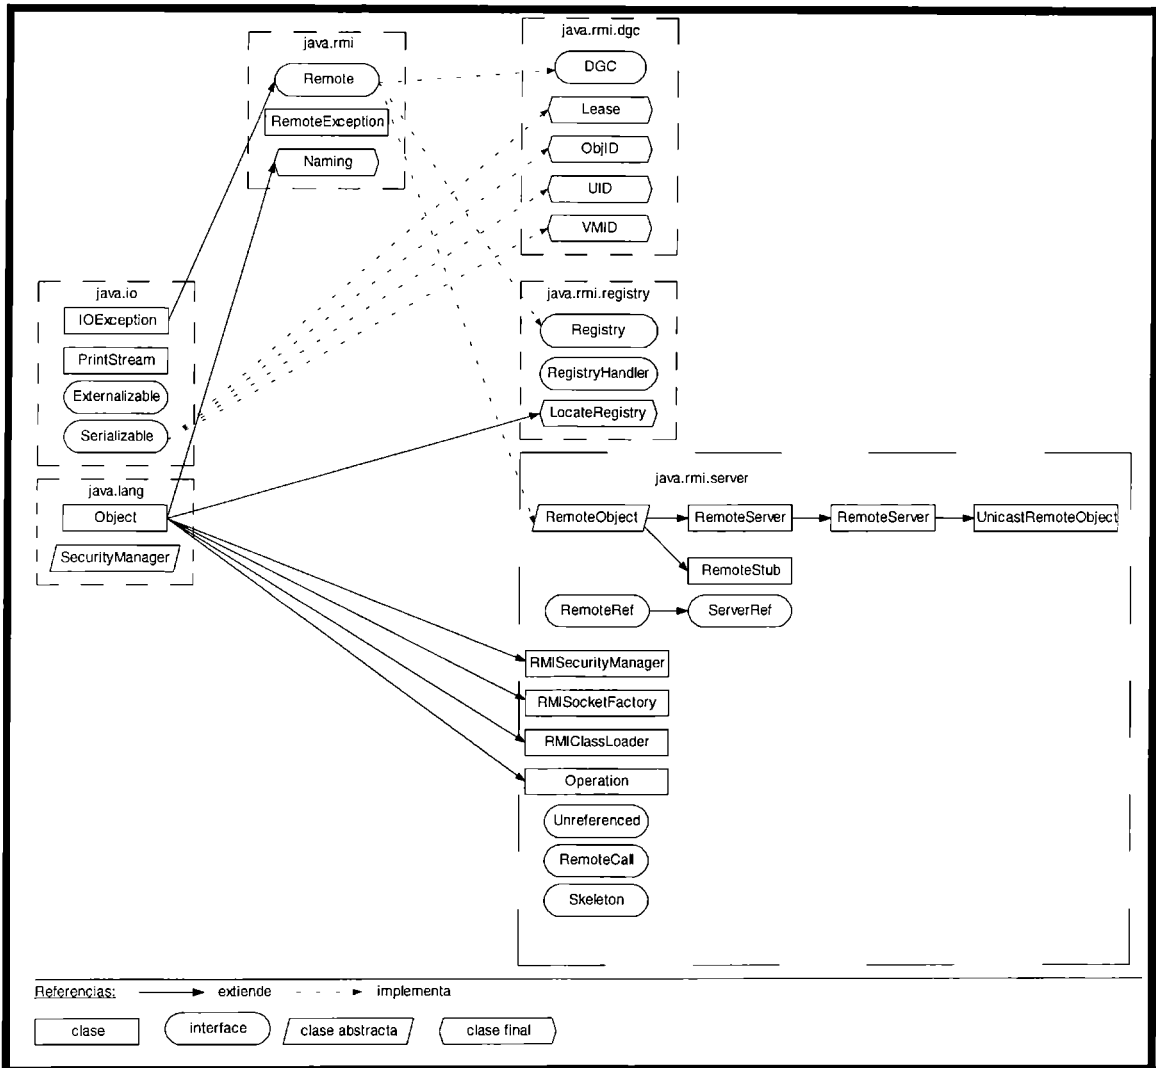 java.rmi
Remote
RemoteException
Naming
java.rmi.dgc
DGC
Lease
ObjID
UID
VMID
java.io
IOException
PrintStream
Externalizable
Serializable
java.lang
Object
SecurityManager
java.rmi.registry
Registry
RegistryHandler
LocateRegistry
java.rmi.server
RemoteObject
RemoteServer
RemoteServer
UnicastRemoteObject
RemoteStub
RemoteRef
ServerRef
RMISecurityManager
RMISocketFactory
RMIClassLoader
Operation
Unreferenced
RemoteCall
Skeleton
Referencias: extiende implementa
clase interface clase abstracta clase final